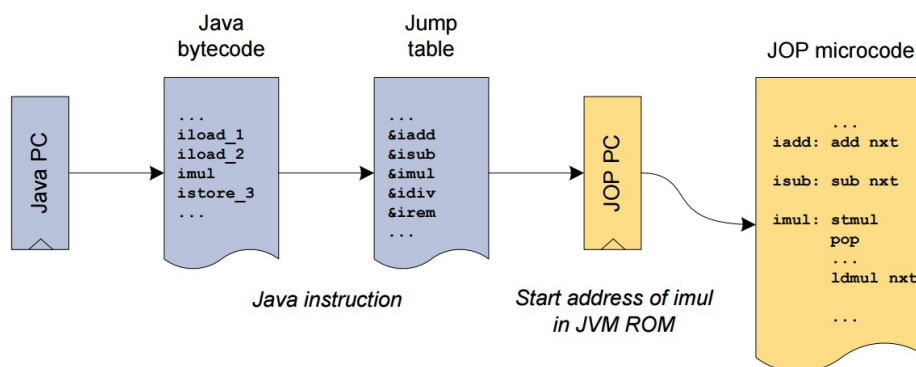 Java
bytecode
Jump
table
JOP microcode
Java PC
...
iload_1
iload_2
imul
istore_3
...
...
&iadd
&isub
&imul
&idiv
&irem
...
JOP PC
...
iadd: add nxt
isub: sub nxt
imul: stmul
pop
...
ldmul nxt
...
Java instruction
Start address of imul
in JVM ROM